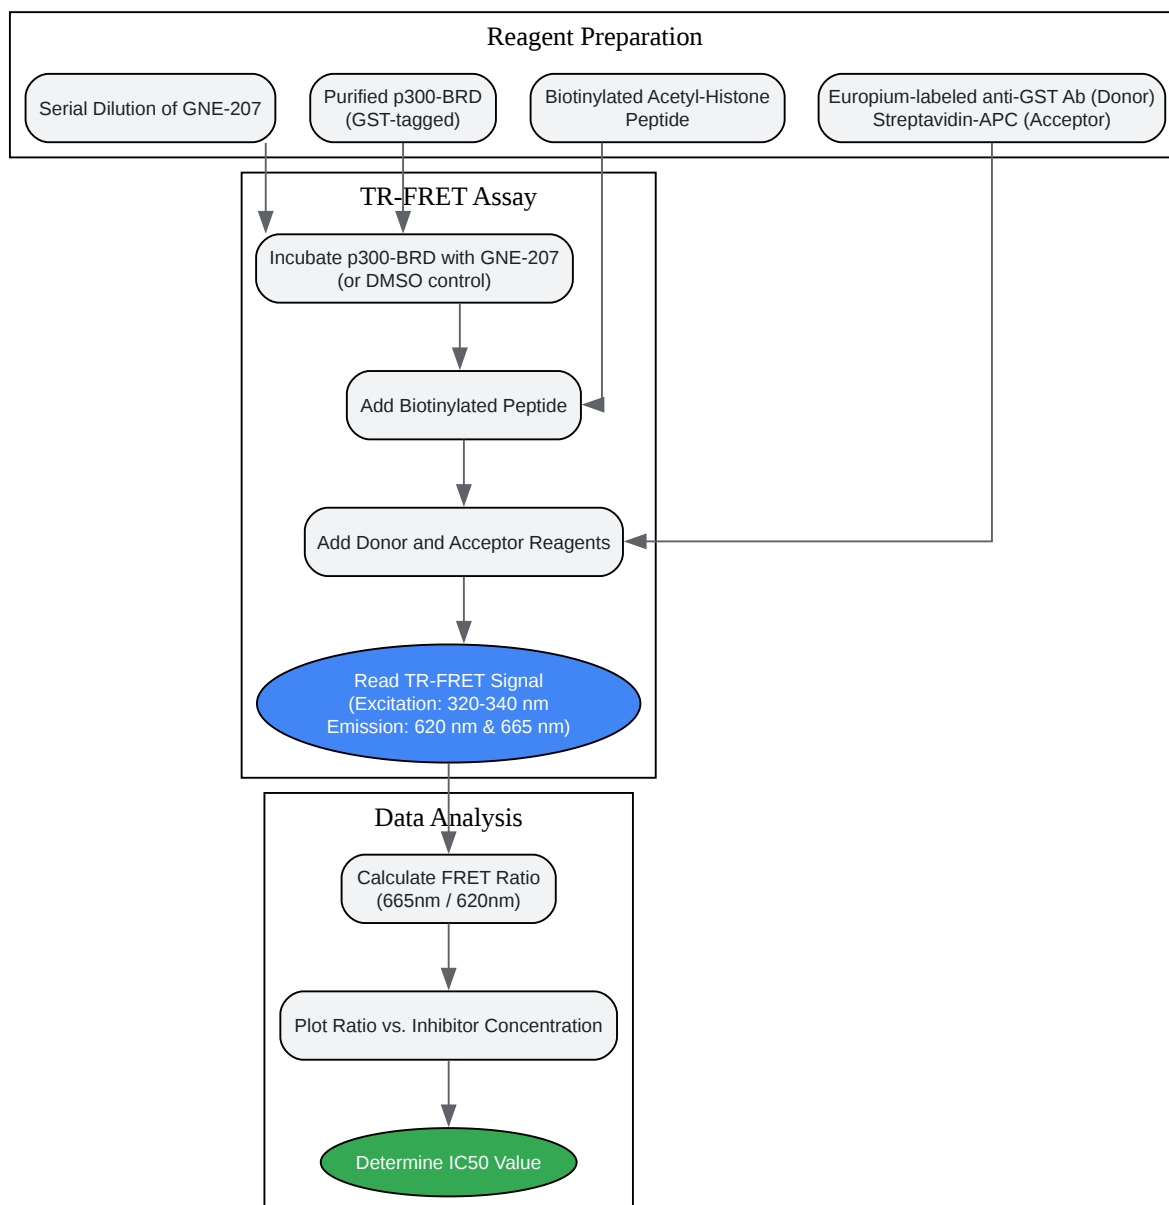 Reagent Preparation
Serial Dilution of GNE-207
Purified p300-BRD
(GST-tagged)
Biotinylated Acetyl-Histone
Peptide
Europium-labeled anti-GST Ab (Donor)
Streptavidin-APC (Acceptor)
TR-FRET Assay
Incubate p300-BRD with GNE-207
(or DMSO control)
Add Biotinylated Peptide
Add Donor and Acceptor Reagents
Read TR-FRET Signal
(Excitation: 320-340 nm
Emission: 620 nm & 665 nm)
Data Analysis
Calculate FRET Ratio
(665nm / 620nm)
Plot Ratio vs. Inhibitor Concentration
Determine IC50 Value